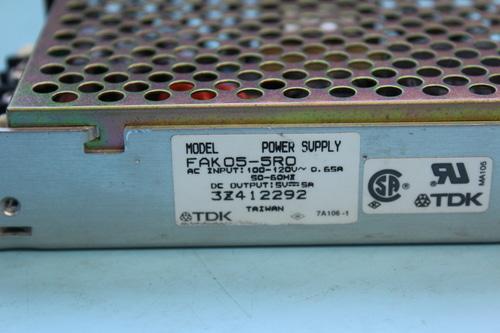 MODEL POWER SUPPLY
FAK05-5R0
AC INPUT:100-120V~ 0.65A
50-60HZ
DC OUTPUT:5V⎓5A
3Z412292
TDK
TAIWAN
7A106-1
MA105
TDK